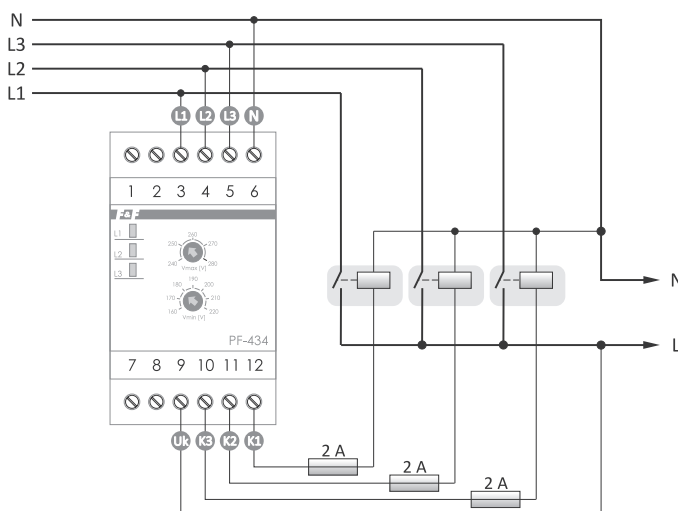 N
L3
L2
L1
L1 L2 L3 N
1 2 3 4 5 6
F&F
L1
L2
L3
260
250 270
240 280
Vmax [V]
190
180 200
170 210
160 220
Vmin [V]
PF-434
7 8 9 10 11 12
Uk K3 K2 K1
2 A
2 A
2 A
N
L